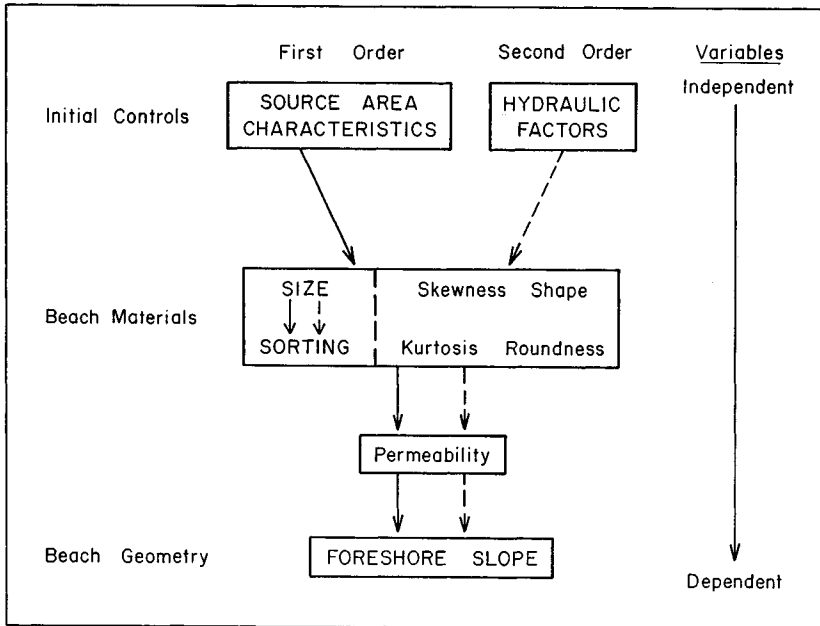 First Order
Second Order
Variables
Independent
Initial Controls
SOURCE AREA
CHARACTERISTICS
HYDRAULIC
FACTORS
Beach Materials
SIZE
SORTING
Skewness Shape
Kurtosis Roundness
Permeability
Beach Geometry
FORESHORE SLOPE
Dependent